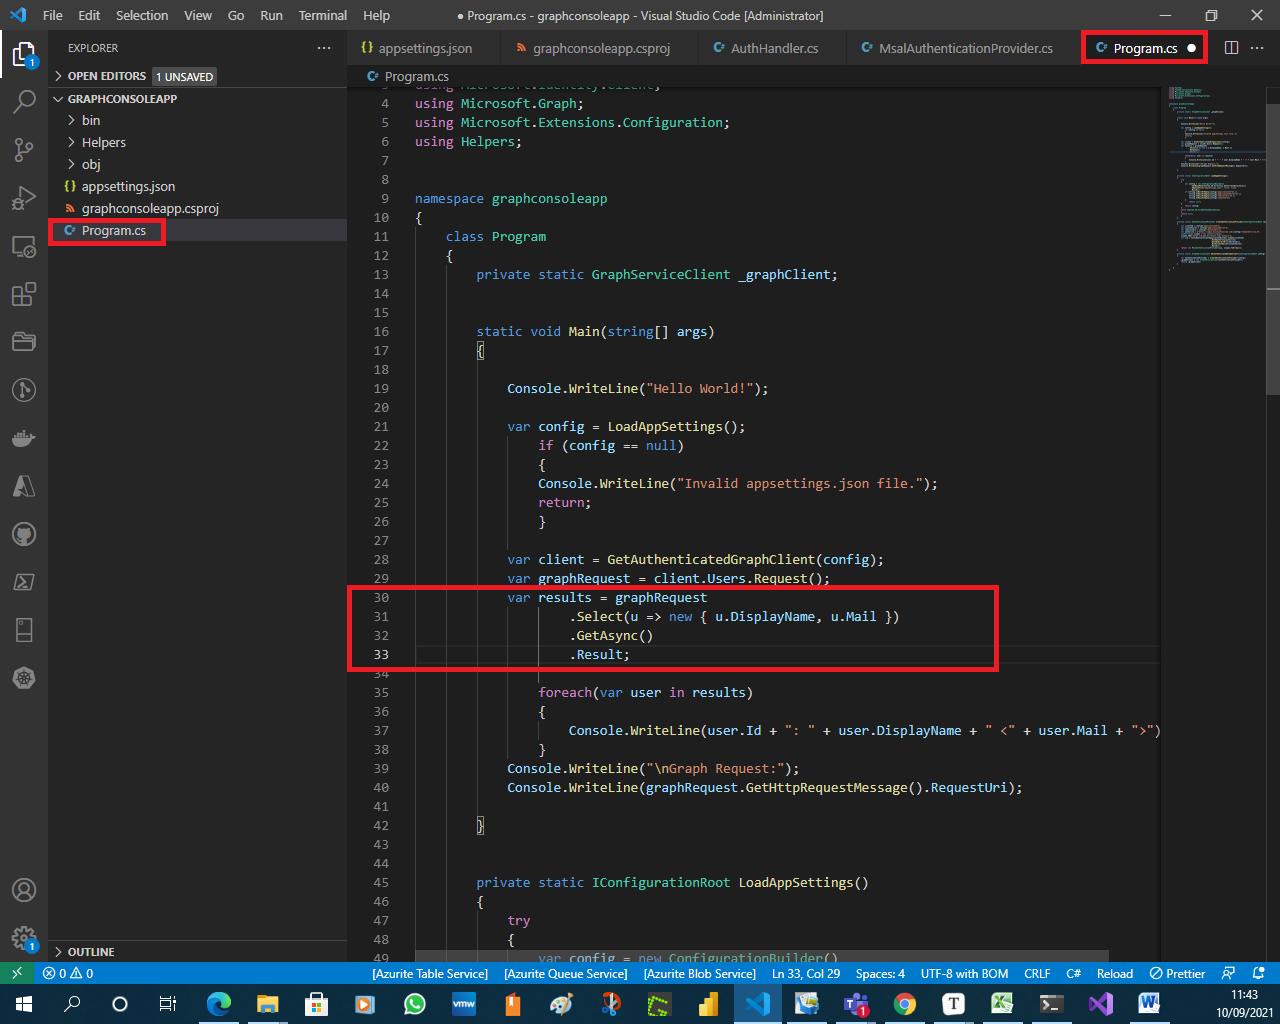 File Edit Selection View Go Run Terminal Help
● Program.cs - graphconsoleapp - Visual Studio Code [Administrator]
EXPLORER
OPEN EDITORS 1 UNSAVED
GRAPHCONSOLEAPP
bin
Helpers
obj
appsettings.json
graphconsoleapp.csproj
Program.cs
OUTLINE
appsettings.json graphconsoleapp.csproj AuthHandler.cs MsalAuthenticationProvider.cs Program.cs
Program.cs
3 using Microsoft.Identity.Client;
4 using Microsoft.Graph;
5 using Microsoft.Extensions.Configuration;
6 using Helpers;
7
8
9 namespace graphconsoleapp
10 {
11 class Program
12 {
13 private static GraphServiceClient _graphClient;
14
15
16 static void Main(string[] args)
17 {
18
19 Console.WriteLine("Hello World!");
20
21 var config = LoadAppSettings();
22 if (config == null)
23 {
24 Console.WriteLine("Invalid appsettings.json file.");
25 return;
26 }
27
28 var client = GetAuthenticatedGraphClient(config);
29 var graphRequest = client.Users.Request();
30 var results = graphRequest
31 .Select(u => new { u.DisplayName, u.Mail })
32 .GetAsync()
33 .Result;
34
35 foreach(var user in results)
36 {
37 Console.WriteLine(user.Id + ": " + user.DisplayName + " <" + user.Mail + ">")
38 }
39 Console.WriteLine("\nGraph Request:");
40 Console.WriteLine(graphRequest.GetHttpRequestMessage().RequestUri);
41
42 }
43
44
45 private static IConfigurationRoot LoadAppSettings()
46 {
47 try
48 {
49 var config = new ConfigurationBuilder()
0 0 [Azurite Table Service] [Azurite Queue Service] [Azurite Blob Service] Ln 33, Col 29 Spaces: 4 UTF-8 with BOM CRLF C# Reload Prettier
11:43
10/09/2021